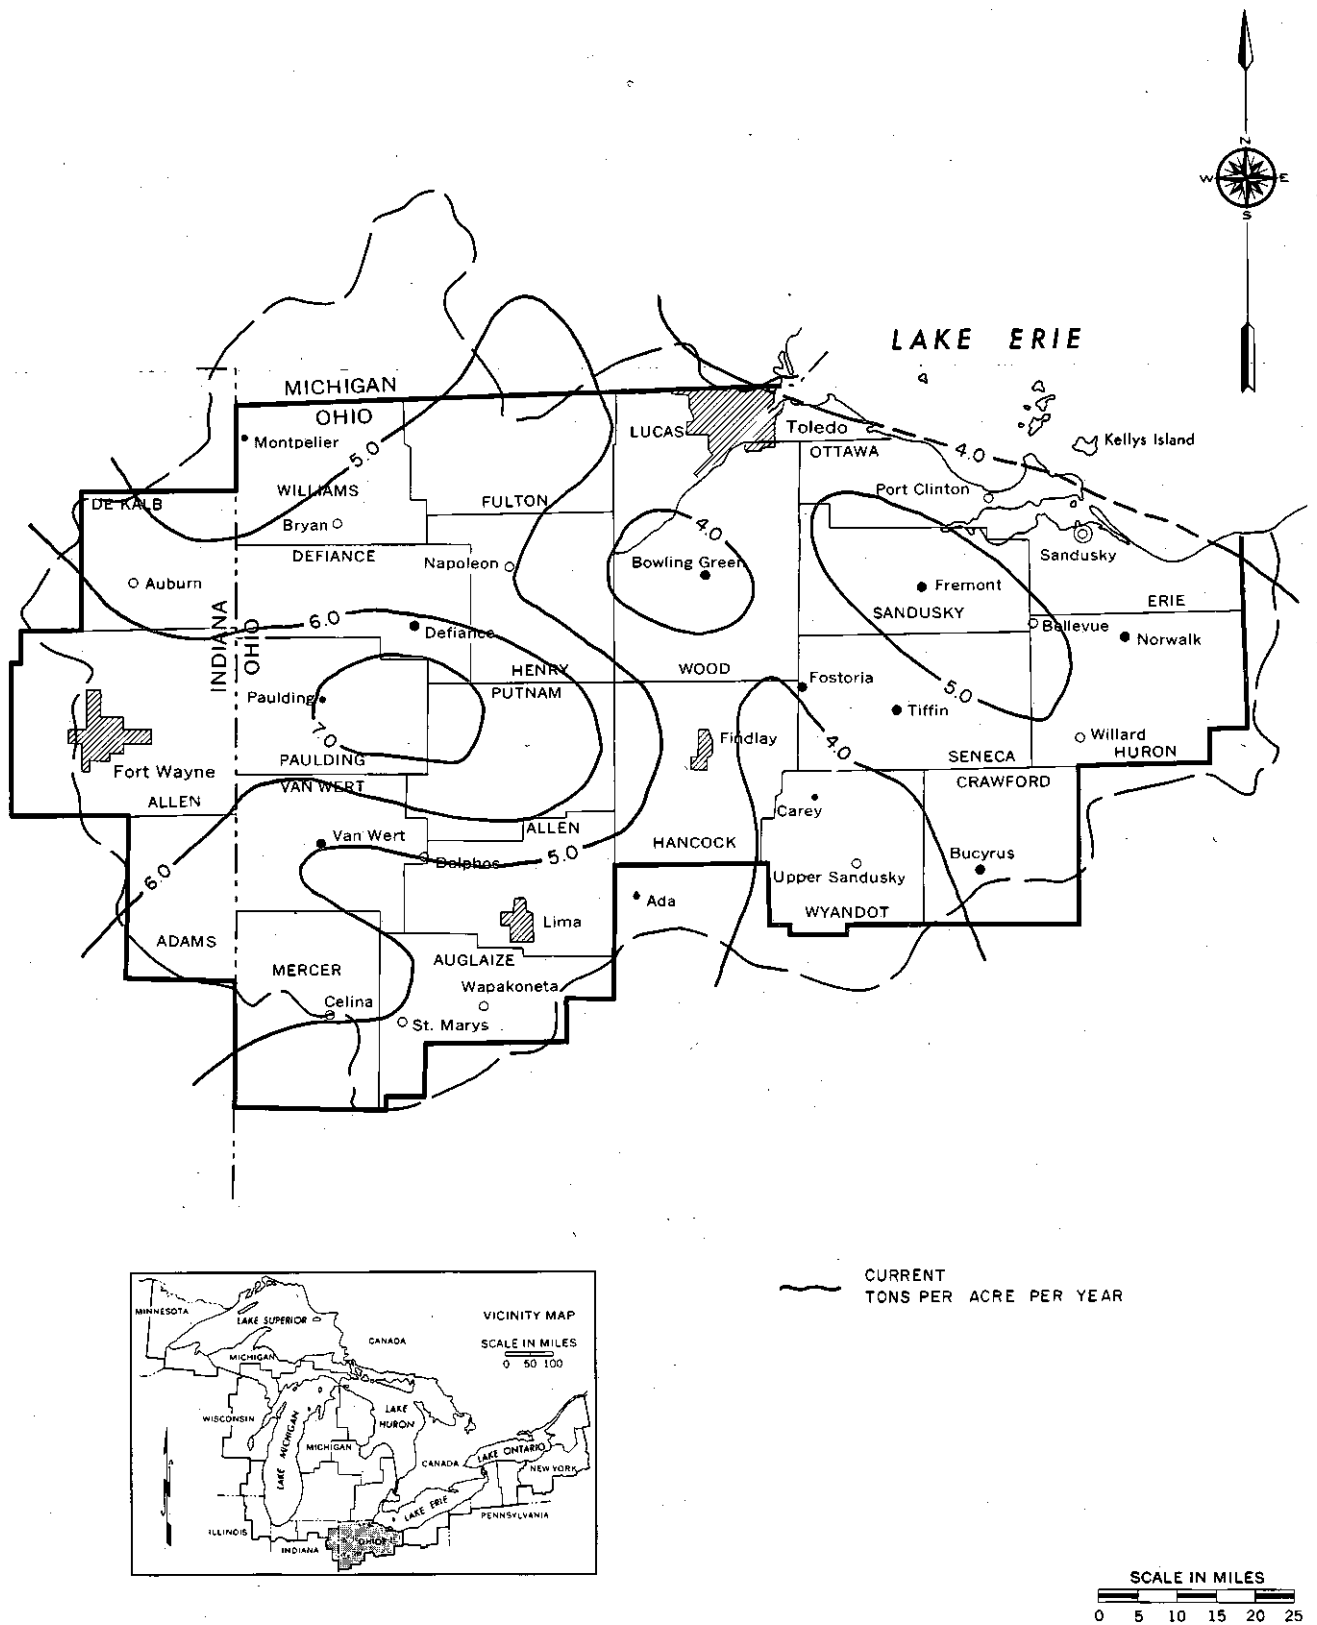 N
W E
S
LAKE ERIE
MICHIGAN
OHIO
Montpelier
5.0
WILLIAMS
DE KALB
Bryan
FULTON
LUCAS
Toledo
OTTAWA
4.0
Kellys Island
Port Clinton
Sandusky
DEFIANCE
Napoleon
4.0
Bowling Green
Auburn
Fremont
SANDUSKY
ERIE
Bellevue
Norwalk
INDIANA
OHIO
6.0
Defiance
HENRY
PUTNAM
WOOD
Fostoria
5.0
Tiffin
Paulding
7.0
PAULDING
VAN WERT
Findlay
4.0
SENECA
CRAWFORD
Willard
HURON
Fort Wayne
ALLEN
Carey
Van Wert
ALLEN
Delphos
5.0
HANCOCK
Bucyrus
Upper Sandusky
WYANDOT
6.0
Ada
Lima
ADAMS
MERCER
AUGLAIZE
Wapakoneta
Celina
St. Marys
CURRENT
TONS PER ACRE PER YEAR
VICINITY MAP
SCALE IN MILES
0 50 100
MINNESOTA
LAKE SUPERIOR
CANADA
MICHIGAN
WISCONSIN
LAKE MICHIGAN
LAKE
HURON
MICHIGAN
CANADA
LAKE ONTARIO
NEW YORK
LAKE ERIE
PENNSYLVANIA
ILLINOIS
INDIANA
OHIO
SCALE IN MILES
0 5 10 15 20 25